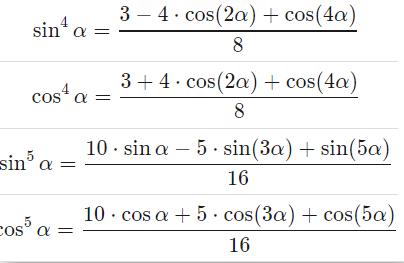 sin⁴ α = (3 − 4 · cos(2α) + cos(4α)) / 8
cos⁴ α = (3 + 4 · cos(2α) + cos(4α)) / 8
sin⁵ α = (10 · sin α − 5 · sin(3α) + sin(5α)) / 16
cos⁵ α = (10 · cos α + 5 · cos(3α) + cos(5α)) / 16